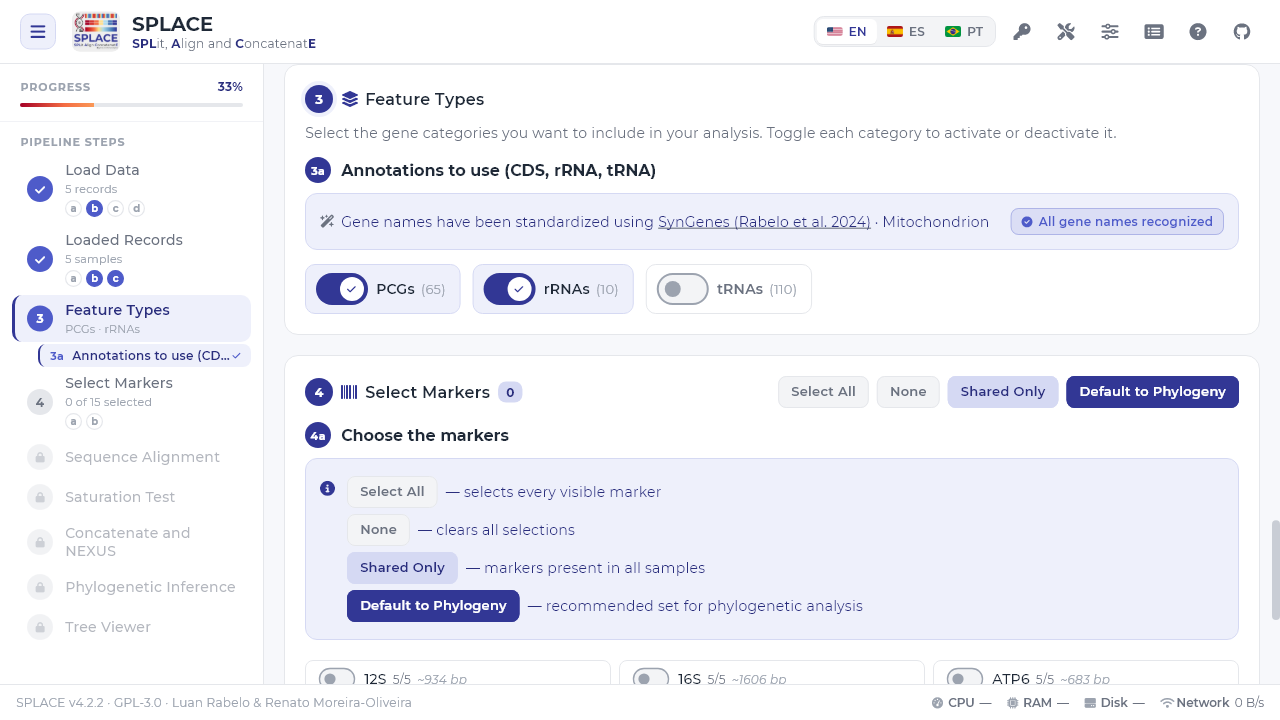 SPLACE
SPLit, Align and ConcatenatE
EN
ES
PT
PROGRESS
33%
PIPELINE STEPS
Load Data
5 records
a b c d
Loaded Records
5 samples
a b c
3 Feature Types
PCGs · rRNAs
3a Annotations to use (CD...
4 Select Markers
0 of 15 selected
a b
Sequence Alignment
Saturation Test
Concatenate and
NEXUS
Phylogenetic Inference
Tree Viewer
3 Feature Types
Select the gene categories you want to include in your analysis. Toggle each category to activate or deactivate it.
3a Annotations to use (CDS, rRNA, tRNA)
Gene names have been standardized using SynGenes (Rabelo et al. 2024) · Mitochondrion
All gene names recognized
PCGs (65)
rRNAs (10)
tRNAs (110)
4 Select Markers 0
Select All
None
Shared Only
Default to Phylogeny
4a Choose the markers
Select All — selects every visible marker
None — clears all selections
Shared Only — markers present in all samples
Default to Phylogeny — recommended set for phylogenetic analysis
12S 5/5 ~934 bp
16S 5/5 ~1606 bp
ATP6 5/5 ~683 bp
SPLACE v4.2.2 · GPL-3.0 · Luan Rabelo & Renato Moreira-Oliveira
CPU —
RAM —
Disk —
Network 0 B/s